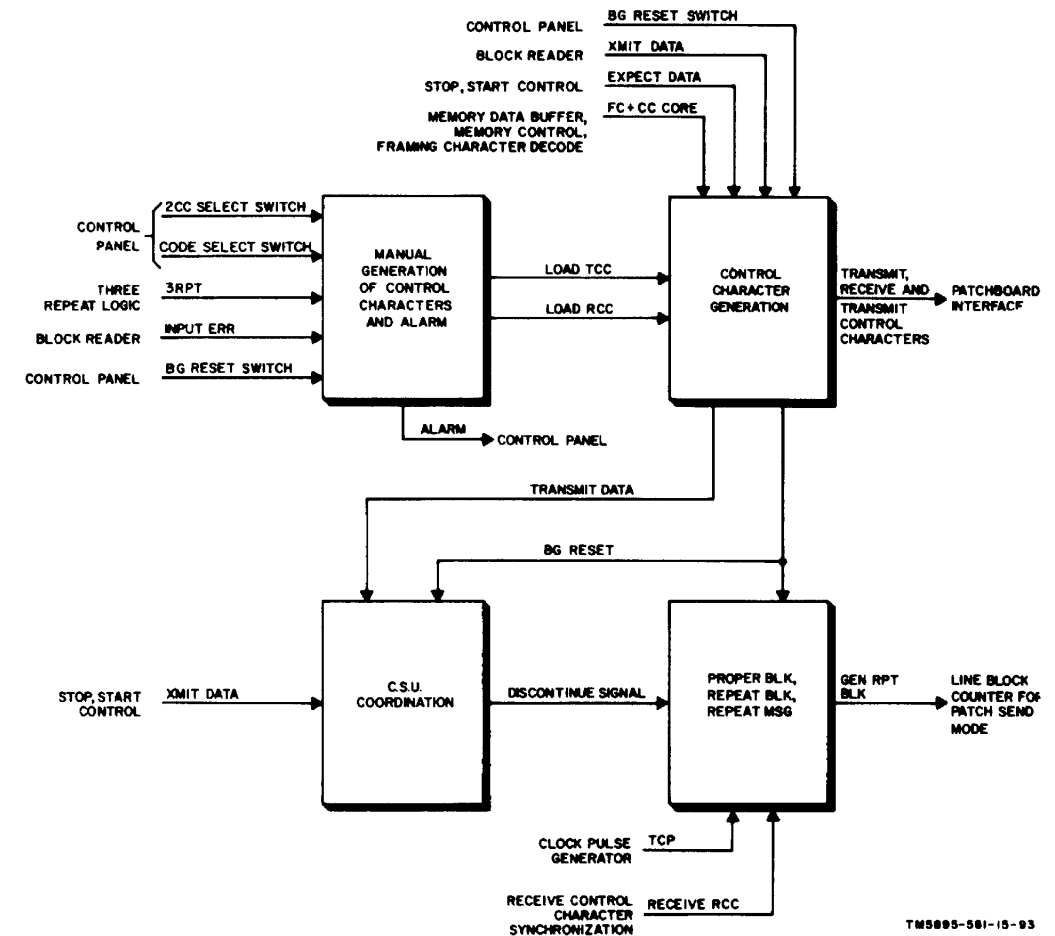 CONTROL PANEL
BG RESET SWITCH
BLOCK READER
XMIT DATA
STOP, START CONTROL
EXPECT DATA
MEMORY DATA BUFFER,
MEMORY CONTROL,
FRAMING CHARACTER DECODE
FC+CC CORE
CONTROL
PANEL
2CC SELECT SWITCH
CODE SELECT SWITCH
THREE
REPEAT LOGIC
3RPT
BLOCK READER
INPUT ERR
CONTROL PANEL
BG RESET SWITCH
MANUAL
GENERATION
OF CONTROL
CHARACTERS
AND ALARM
LOAD TCC
LOAD RCC
CONTROL
CHARACTER
GENERATION
TRANSMIT,
RECEIVE AND
TRANSMIT
CONTROL
CHARACTERS
PATCHBOARD
INTERFACE
ALARM
CONTROL PANEL
TRANSMIT DATA
BG RESET
STOP, START
CONTROL
XMIT DATA
C.S.U.
COORDINATION
DISCONTINUE SIGNAL
PROPER BLK,
REPEAT BLK,
REPEAT MSG
GEN RPT
BLK
LINE BLOCK
COUNTER FOR
PATCH SEND
MODE
CLOCK PULSE
GENERATOR
TCP
RECEIVE CONTROL
CHARACTER
SYNCHRONIZATION
RECEIVE RCC
TM5895-581-15-93